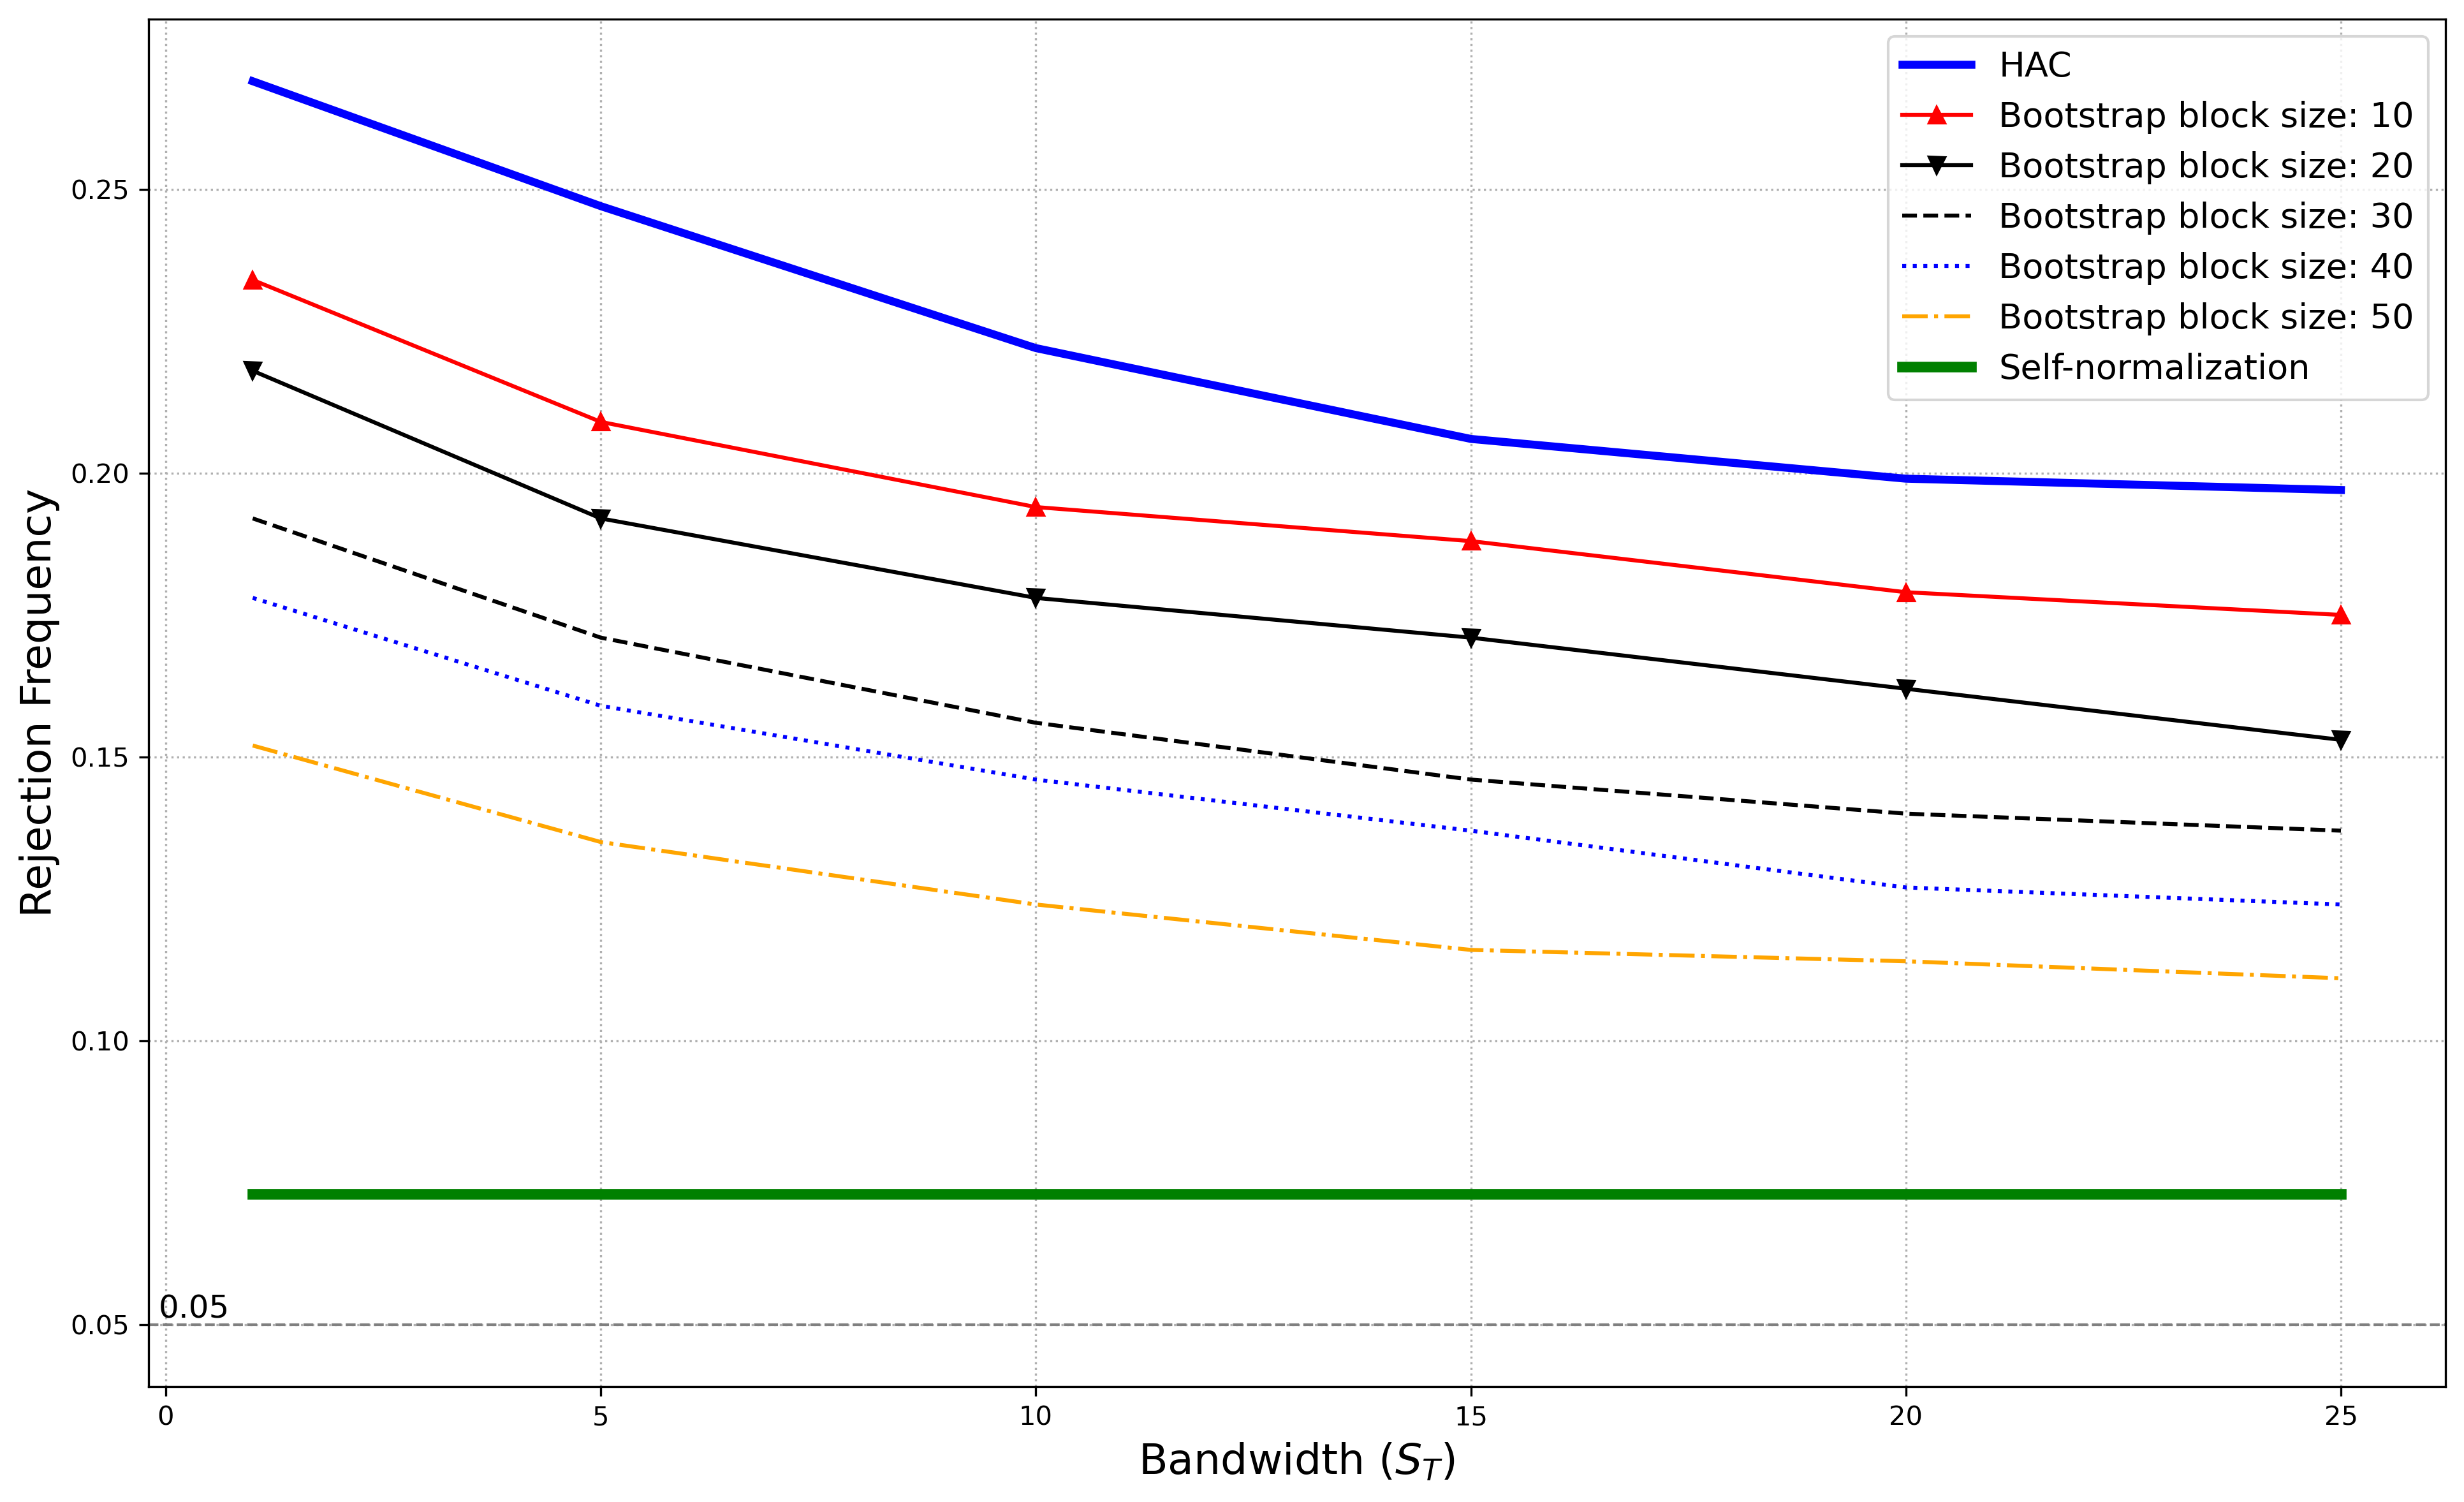 HAC
Bootstrap block size: 10
Bootstrap block size: 20
Bootstrap block size: 30
Bootstrap block size: 40
Bootstrap block size: 50
Self-normalization
Rejection Frequency
0.25
0.20
0.15
0.10
0.05
0.05
0 5 10 15 20 25
Bandwidth (S_T)